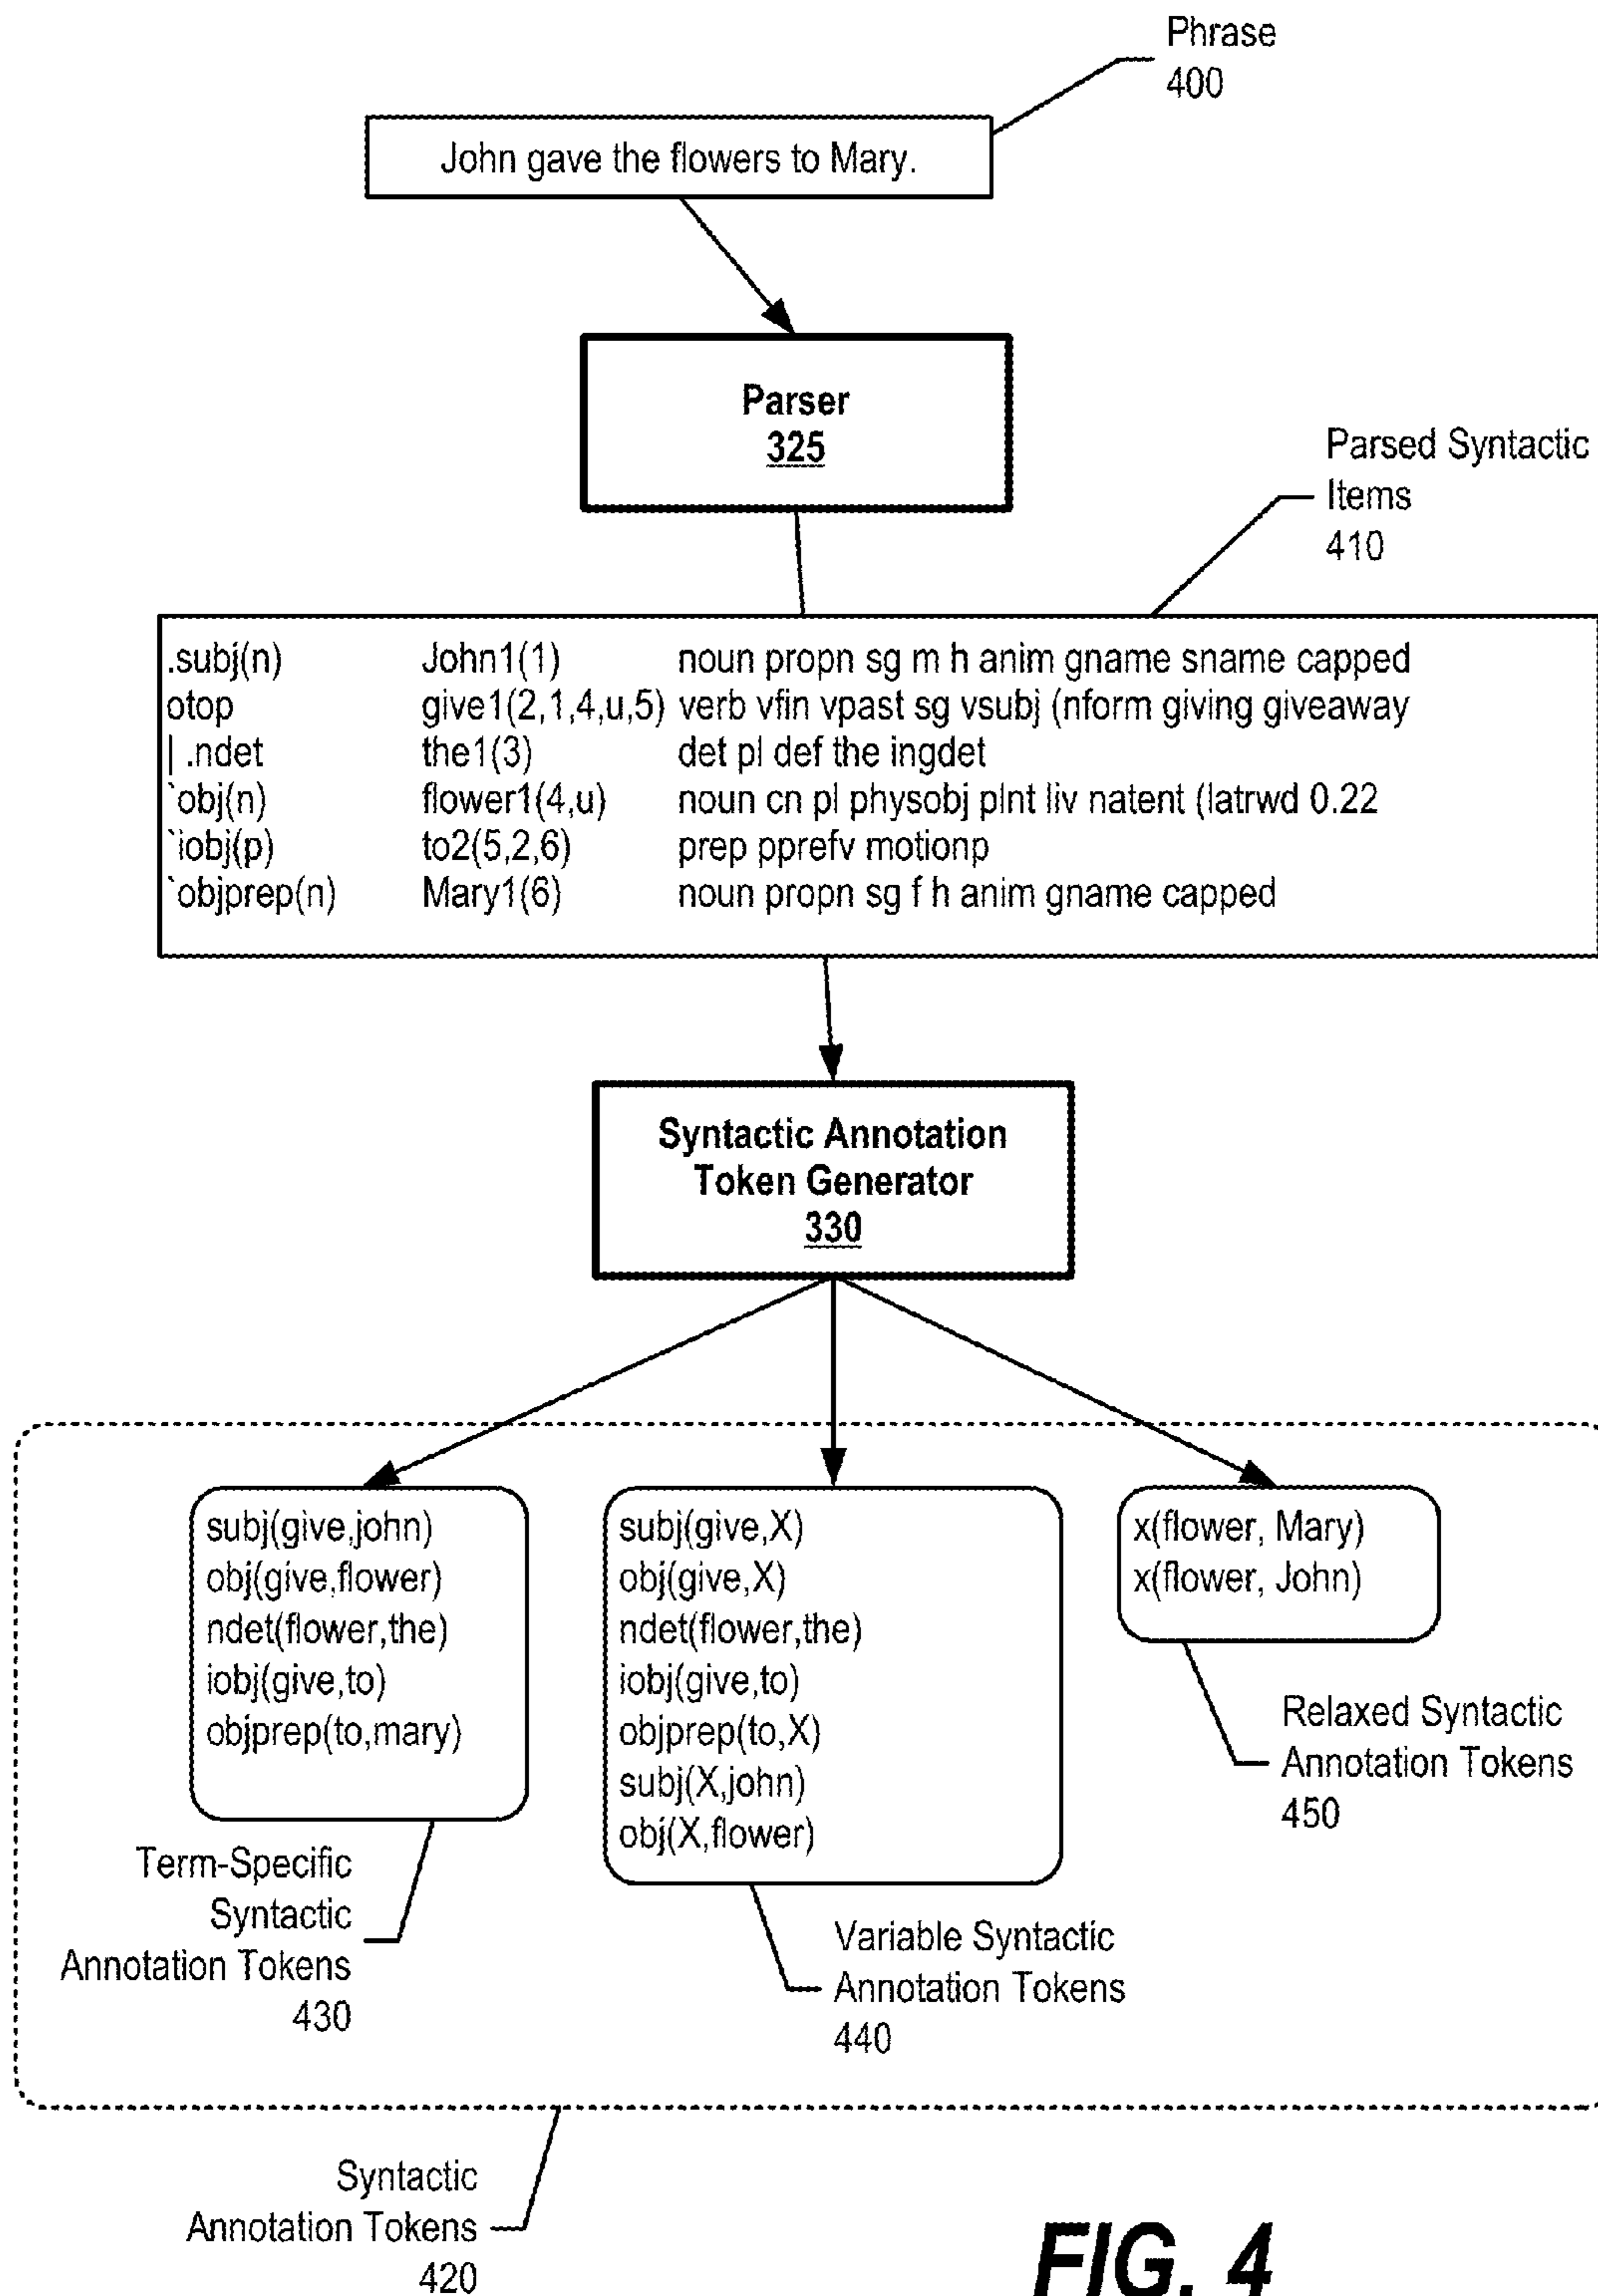 Phrase
400
John gave the flowers to Mary.
Parser
325
Parsed Syntactic
Items
410
.subj(n) John1(1) noun propn sg m h anim gname sname capped
otop give1(2,1,4,u,5) verb vfin vpast sg vsubj (nform giving giveaway
| .ndet the1(3) det pl def the ingdet
`obj(n) flower1(4,u) noun cn pl physobj plnt liv natent (latrwd 0.22
`iobj(p) to2(5,2,6) prep pprefv motionp
`objprep(n) Mary1(6) noun propn sg f h anim gname capped
Syntactic Annotation
Token Generator
330
subj(give,john)
obj(give,flower)
ndet(flower,the)
iobj(give,to)
objprep(to,mary)
Term-Specific
Syntactic
Annotation Tokens
430
subj(give,X)
obj(give,X)
ndet(flower,the)
iobj(give,to)
objprep(to,X)
subj(X,john)
obj(X,flower)
Variable Syntactic
Annotation Tokens
440
x(flower, Mary)
x(flower, John)
Relaxed Syntactic
Annotation Tokens
450
Syntactic
Annotation Tokens
420
FIG. 4